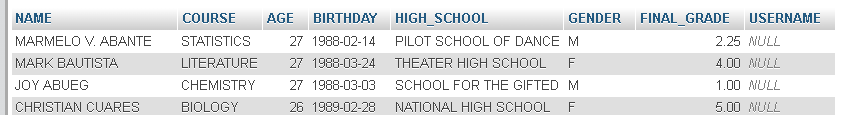 NAME COURSE AGE BIRTHDAY HIGH_SCHOOL GENDER FINAL_GRADE USERNAME
MARMELO V. ABANTE STATISTICS 27 1988-02-14 PILOT SCHOOL OF DANCE M 2.25 NULL
MARK BAUTISTA LITERATURE 27 1988-03-24 THEATER HIGH SCHOOL F 4.00 NULL
JOY ABUEG CHEMISTRY 27 1988-03-03 SCHOOL FOR THE GIFTED M 1.00 NULL
CHRISTIAN CUARES BIOLOGY 26 1989-02-28 NATIONAL HIGH SCHOOL F 5.00 NULL